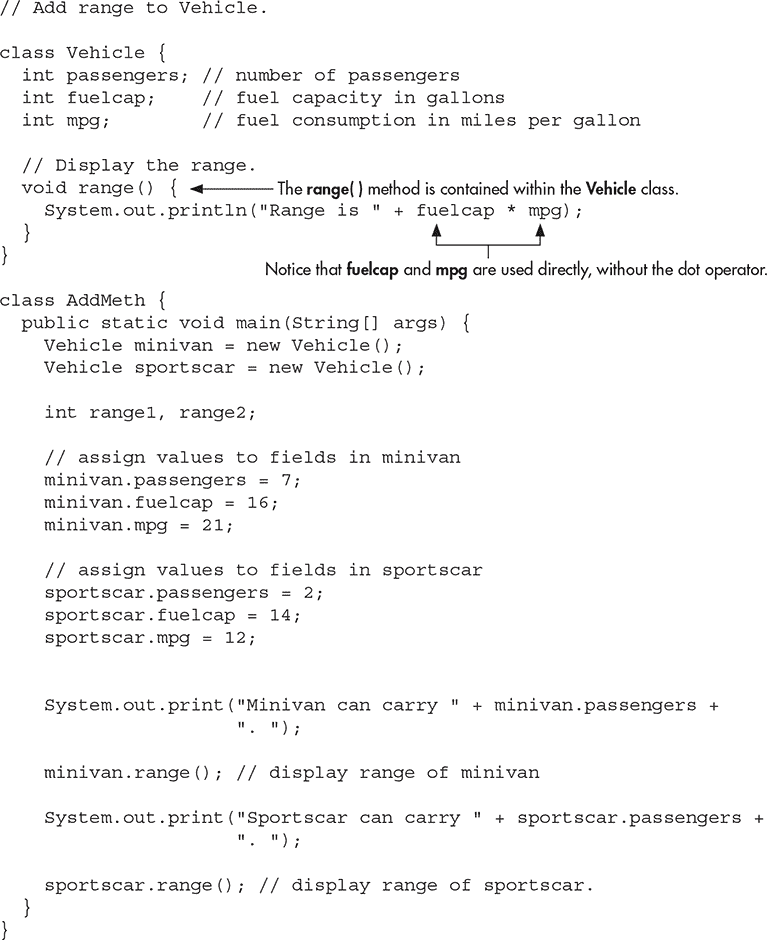 // Add range to Vehicle.

class Vehicle {
  int passengers; // number of passengers
  int fuelcap;    // fuel capacity in gallons
  int mpg;        // fuel consumption in miles per gallon

  // Display the range.
  void range() { The range( ) method is contained within the Vehicle class.
    System.out.println("Range is " + fuelcap * mpg);
  }
}
Notice that fuelcap and mpg are used directly, without the dot operator.
class AddMeth {
  public static void main(String[] args) {
    Vehicle minivan = new Vehicle();
    Vehicle sportscar = new Vehicle();

    int range1, range2;

    // assign values to fields in minivan
    minivan.passengers = 7;
    minivan.fuelcap = 16;
    minivan.mpg = 21;

    // assign values to fields in sportscar
    sportscar.passengers = 2;
    sportscar.fuelcap = 14;
    sportscar.mpg = 12;


    System.out.print("Minivan can carry " + minivan.passengers +
                     ". ");

    minivan.range(); // display range of minivan

    System.out.print("Sportscar can carry " + sportscar.passengers +
                     ". ");

    sportscar.range(); // display range of sportscar.
  }
}